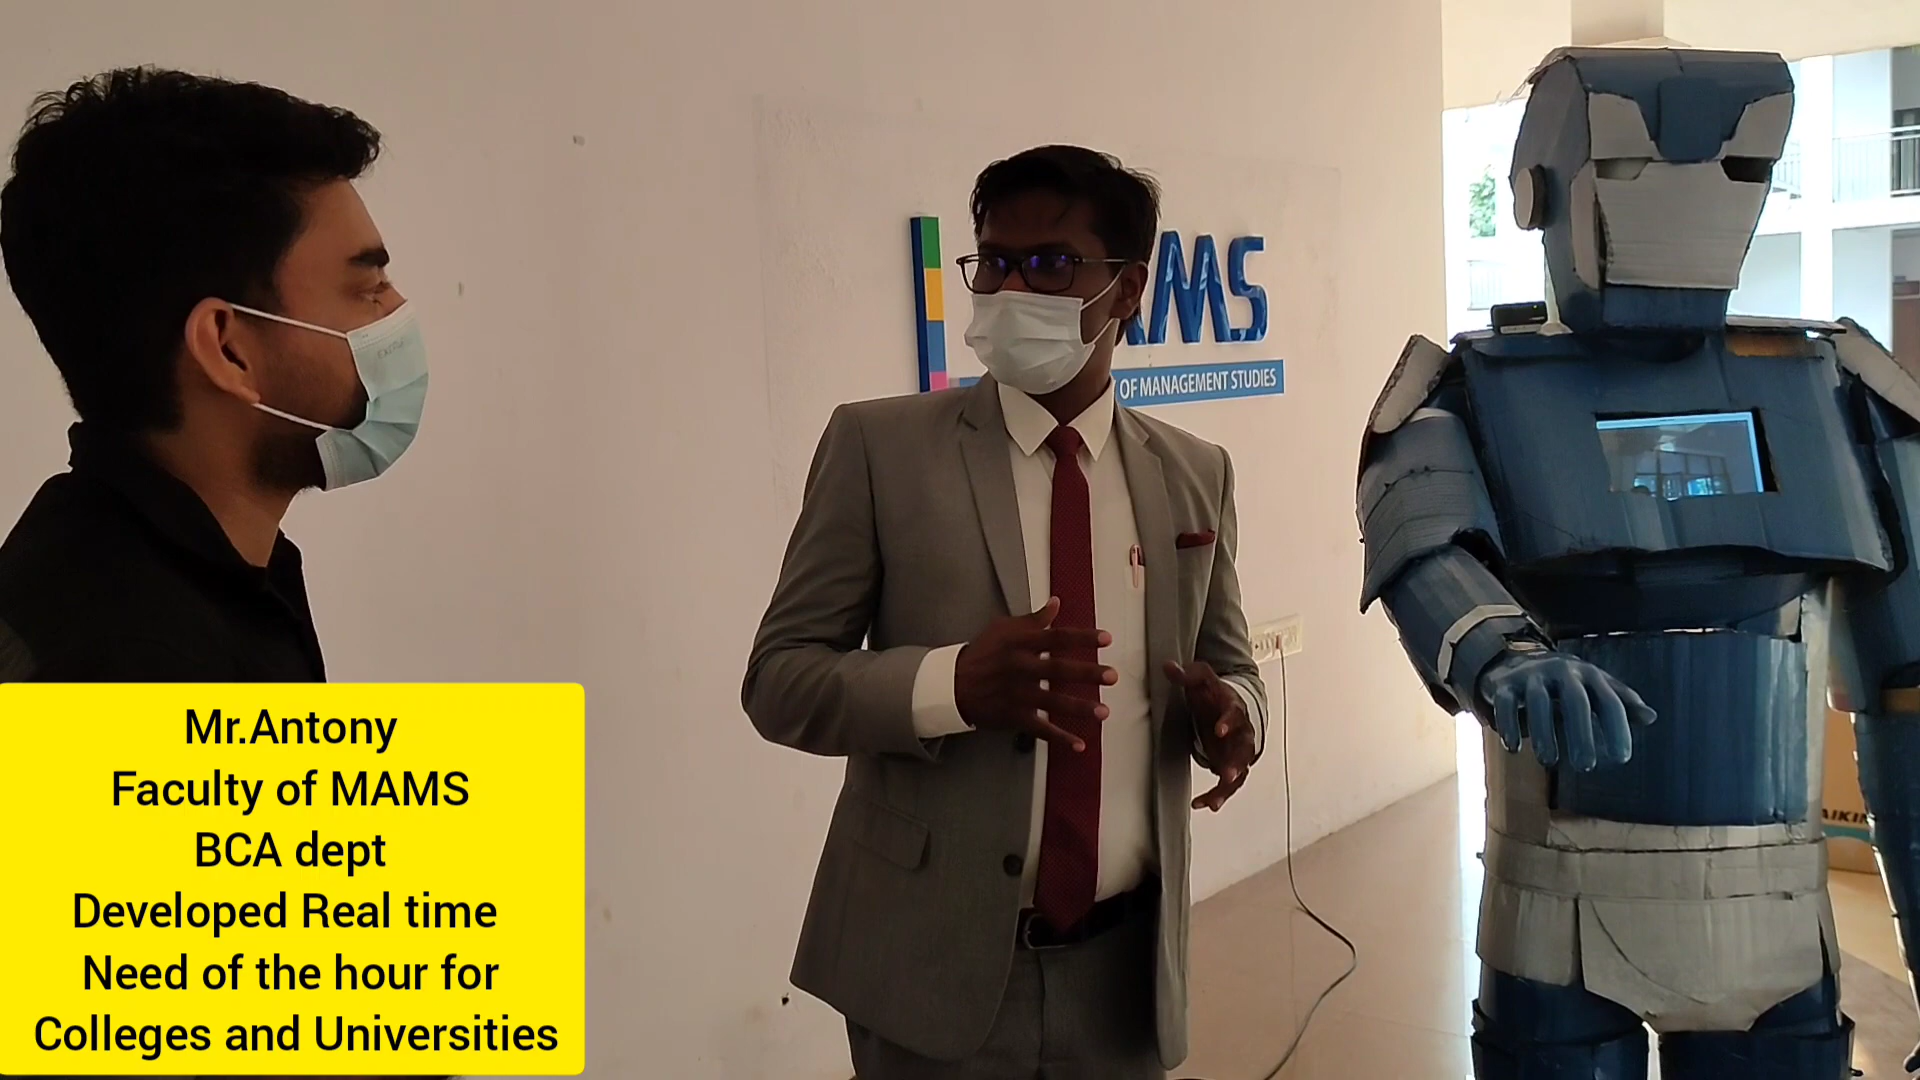 AMS
OF MANAGEMENT STUDIES
Mr.Antony
Faculty of MAMS
BCA dept
Developed Real time
Need of the hour for
Colleges and Universities